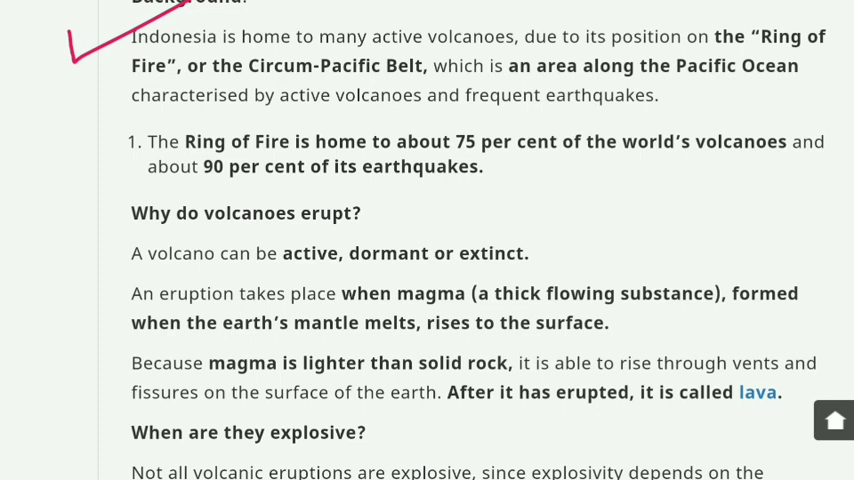 Background:
Indonesia is home to many active volcanoes, due to its position on the “Ring of
Fire”, or the Circum-Pacific Belt, which is an area along the Pacific Ocean
characterised by active volcanoes and frequent earthquakes.
1. The Ring of Fire is home to about 75 per cent of the world’s volcanoes and
about 90 per cent of its earthquakes.
Why do volcanoes erupt?
A volcano can be active, dormant or extinct.
An eruption takes place when magma (a thick flowing substance), formed
when the earth’s mantle melts, rises to the surface.
Because magma is lighter than solid rock, it is able to rise through vents and
fissures on the surface of the earth. After it has erupted, it is called lava.
When are they explosive?
Not all volcanic eruptions are explosive, since explosivity depends on the